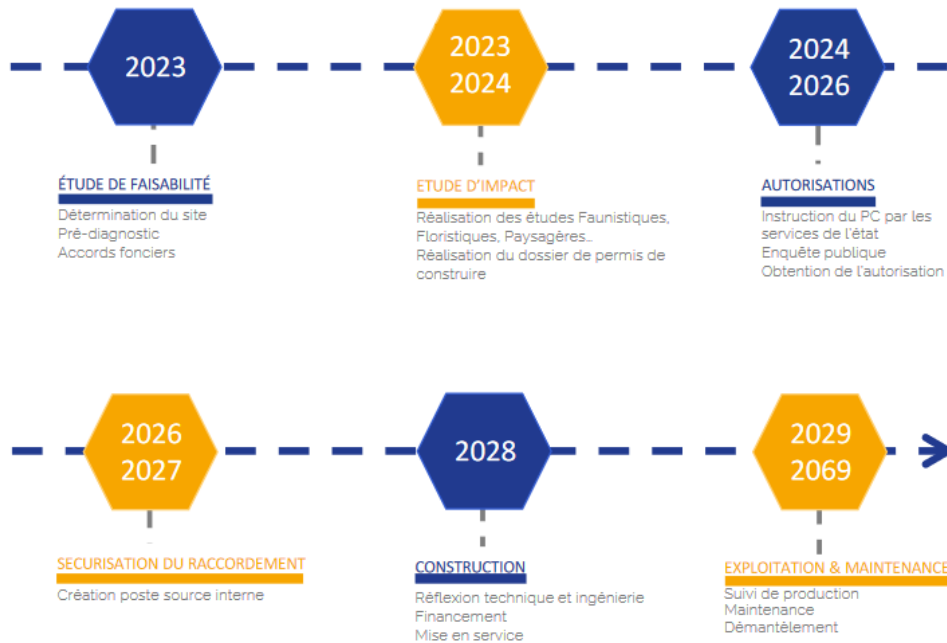 2023
2023
2024
2024
2026
ÉTUDE DE FAISABILITÉ
Détermination du site
Pré-diagnostic
Accords fonciers
ETUDE D'IMPACT
Réalisation des études Faunistiques,
Floristiques, Paysagères...
Réalisation du dossier de permis de
construire
AUTORISATIONS
Instruction du PC par les
services de l'état
Enquête publique
Obtention de l'autorisation
2026
2027
2028
2029
2069
SECURISATION DU RACCORDEMENT
Création poste source interne
CONSTRUCTION
Réflexion technique et ingénierie
Financement
Mise en service
EXPLOITATION & MAINTENANCE
Suivi de production
Maintenance
Démantèlement